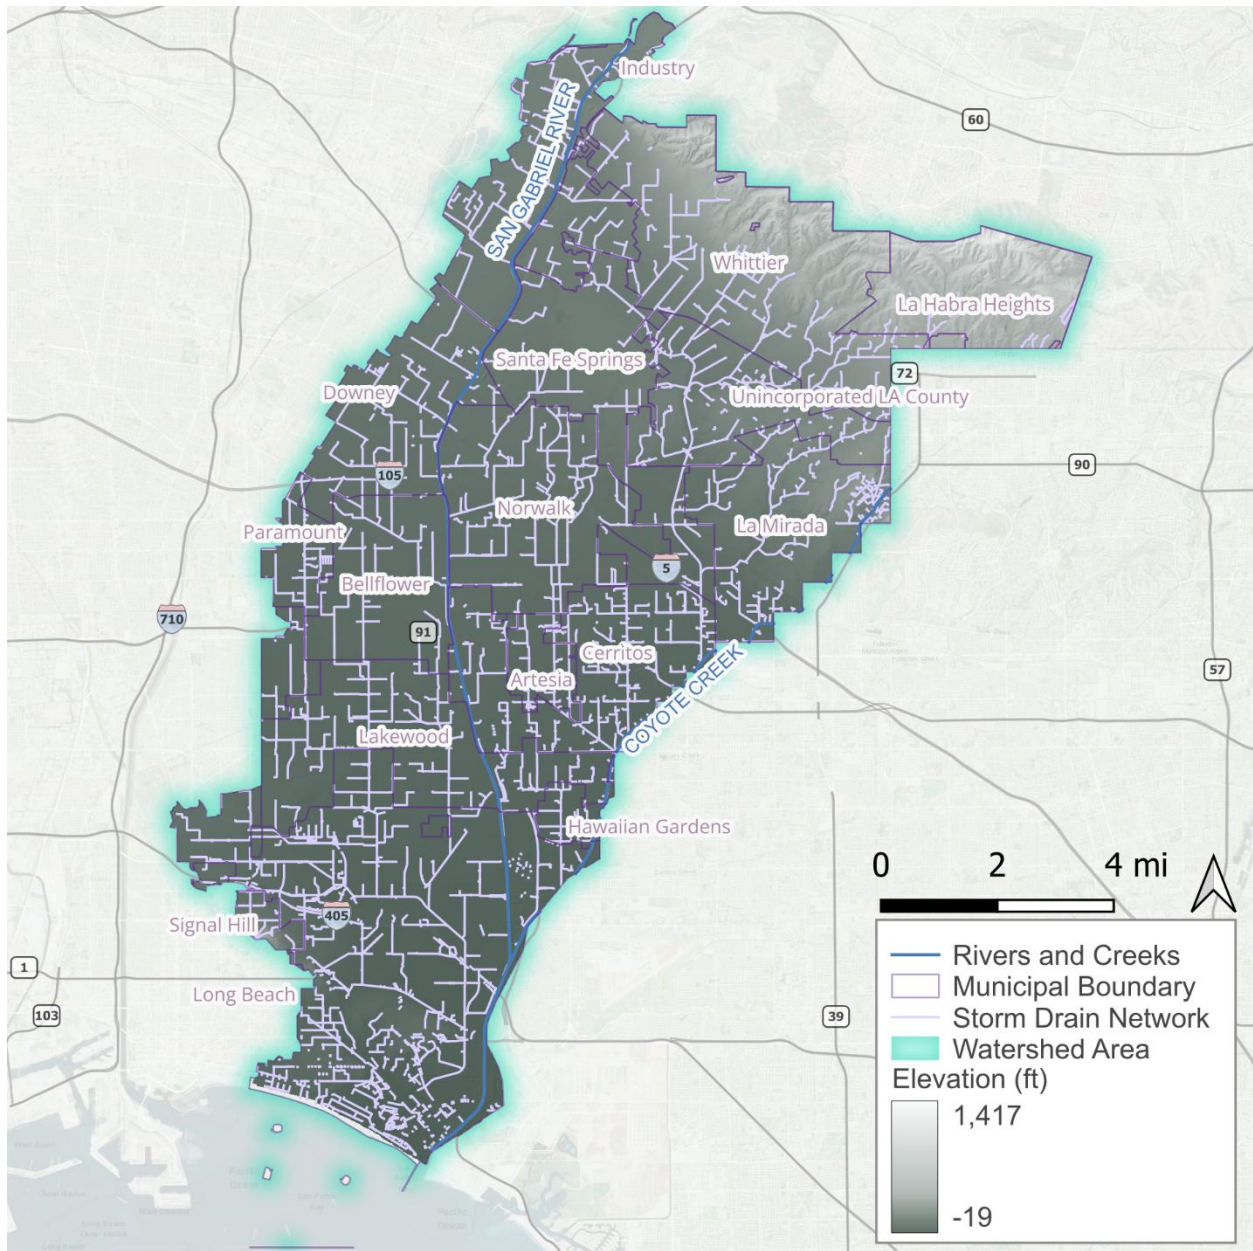 Industry
60
SAN GABRIEL RIVER
Whittier
La Habra Heights
Santa Fe Springs
72
Downey
Unincorporated LA County
105
90
Norwalk
La Mirada
Paramount
5
Bellflower
710
91
Cerritos
57
Artesia
COYOTE CREEK
Lakewood
Hawaiian Gardens
0 2 4 mi
405
Signal Hill
1
Long Beach
103
39
Rivers and Creeks
Municipal Boundary
Storm Drain Network
Watershed Area
Elevation (ft)
1,417
-19